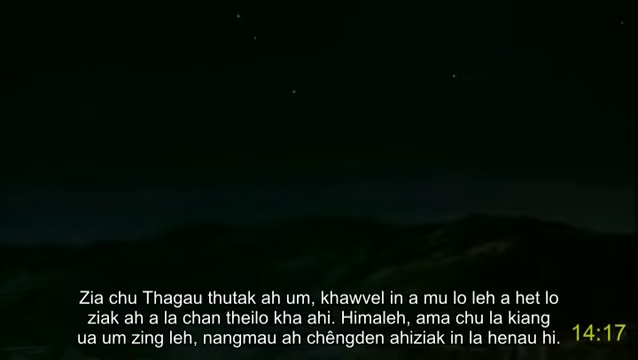 Zia chu Thagau thutak ah um, khawvel in a mu lo leh a het lo
ziak ah a la chan theilo kha ahi. Himaleh, ama chu la kiang
ua um zing leh, nangmau ah chêngden ahiziak in la henau hi.
14:17